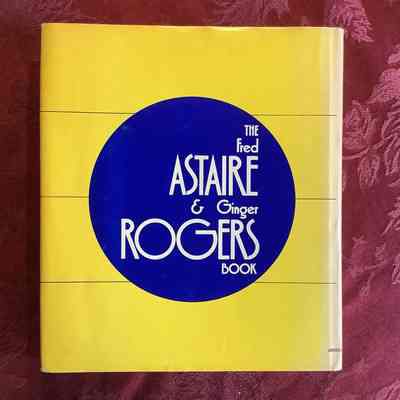 THE
Fred
ASTAIRE
& Ginger
ROGERS
BOOK